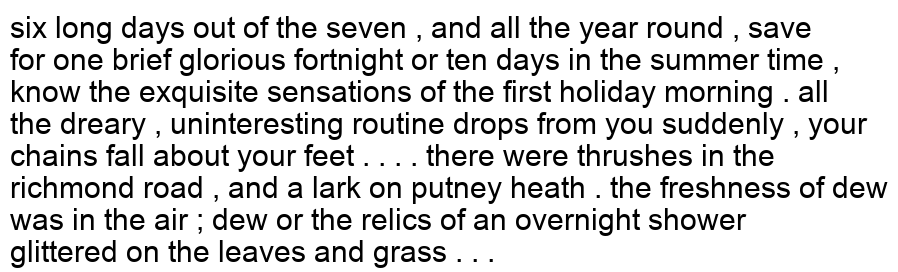 six long days out of the seven , and all the year round , save
for one brief glorious fortnight or ten days in the summer time ,
know the exquisite sensations of the first holiday morning . all
the dreary , uninteresting routine drops from you suddenly , your
chains fall about your feet . . . . there were thrushes in the
richmond road , and a lark on putney heath . the freshness of dew
was in the air ; dew or the relics of an overnight shower
glittered on the leaves and grass . . .